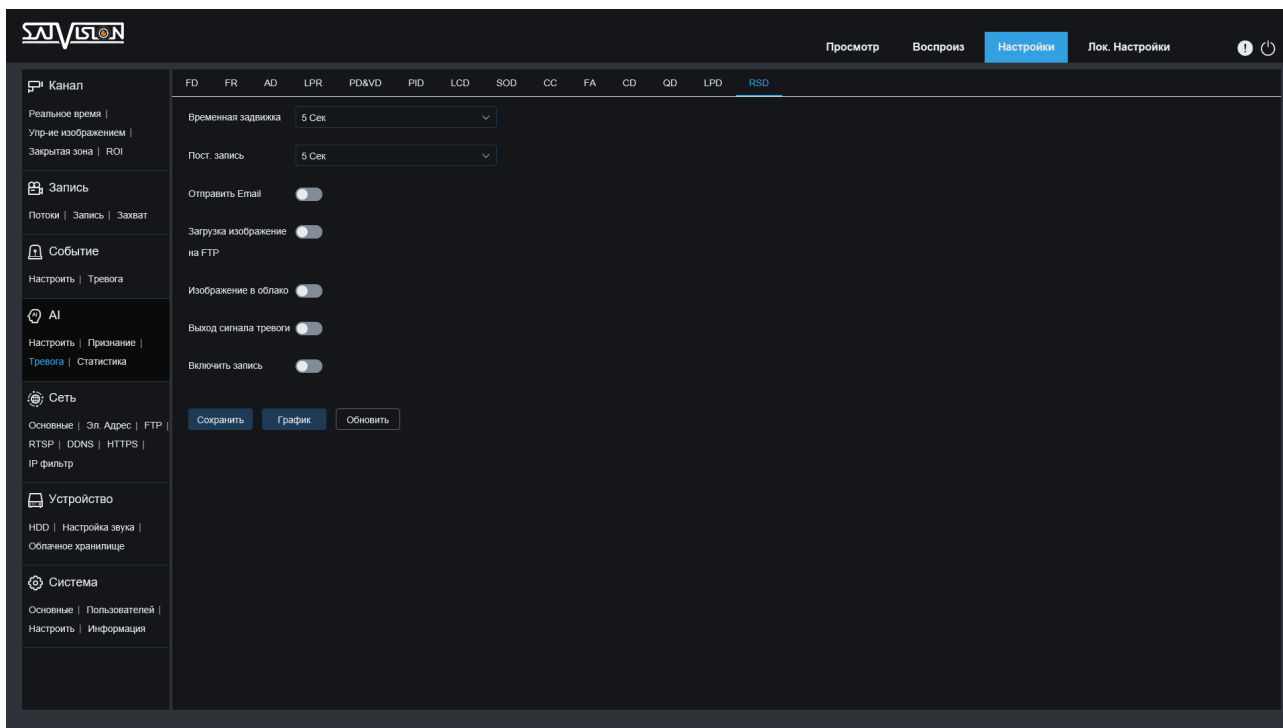 SATVISION
Просмотр Воспроиз Настройки Лок. Настройки
Канал
Реальное время |
Упр-ие изображением |
Закрытая зона | ROI
Запись
Потоки | Запись | Захват
Событие
Настроить | Тревога
AI
Настроить | Признание |
Тревога | Статистика
Сеть
Основные | Эл. Адрес | FTP |
RTSP | DDNS | HTTPS |
IP фильтр
Устройство
HDD | Настройка звука |
Облачное хранилище
Система
Основные | Пользователей |
Настроить | Информация
FD FR AD LPR PD&VD PID LCD SOD CC FA CD QD LPD RSD
Временная задвижка 5 Сек
Пост. запись 5 Сек
Отправить Email
Загрузка изображение
на FTP
Изображение в облако
Выход сигнала тревоги
Включить запись
Сохранить График Обновить